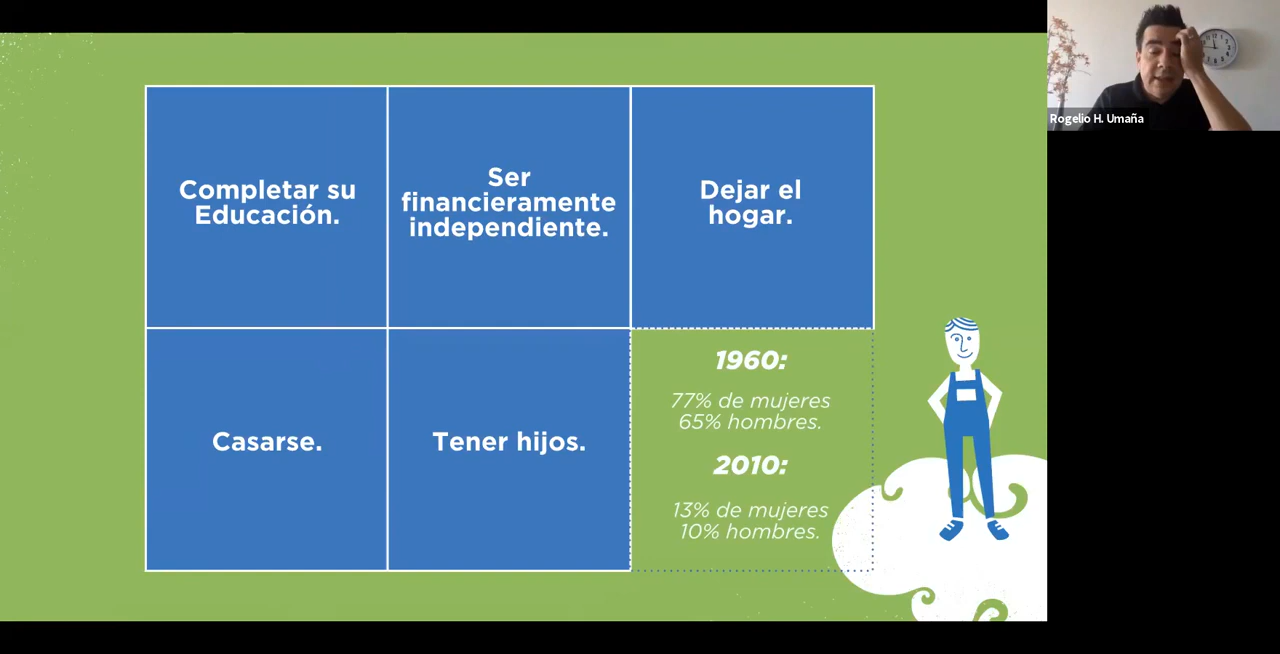 Completar su
Educación.
Ser
financieramente
independiente.
Dejar el
hogar.
Casarse.
Tener hijos.
1960:
77% de mujeres
65% hombres.
2010:
13% de mujeres
10% hombres.
Rogelio H. Umaña